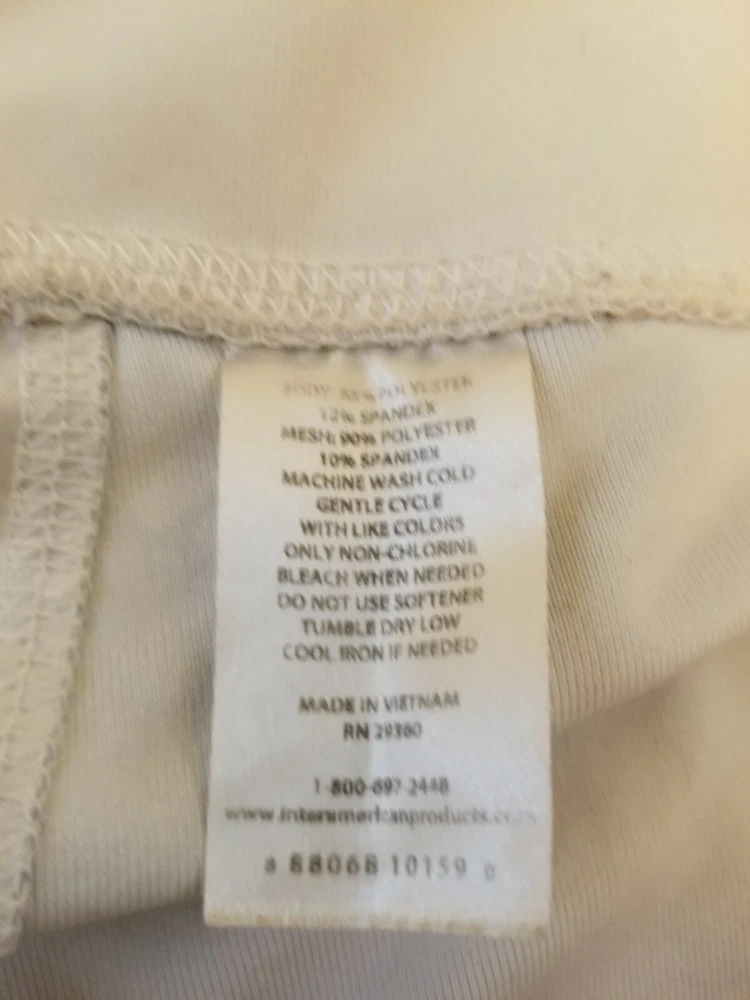 BODY: 88% POLYESTER
12% SPANDEX
MESH: 90% POLYESTER
10% SPANDEX
MACHINE WASH COLD
GENTLE CYCLE
WITH LIKE COLORS
ONLY NON-CHLORINE
BLEACH WHEN NEEDED
DO NOT USE SOFTENER
TUMBLE DRY LOW
COOL IRON IF NEEDED
MADE IN VIETNAM
RN 29360
1-800-697-2448
www.interamericanproducts.com
88068 10159